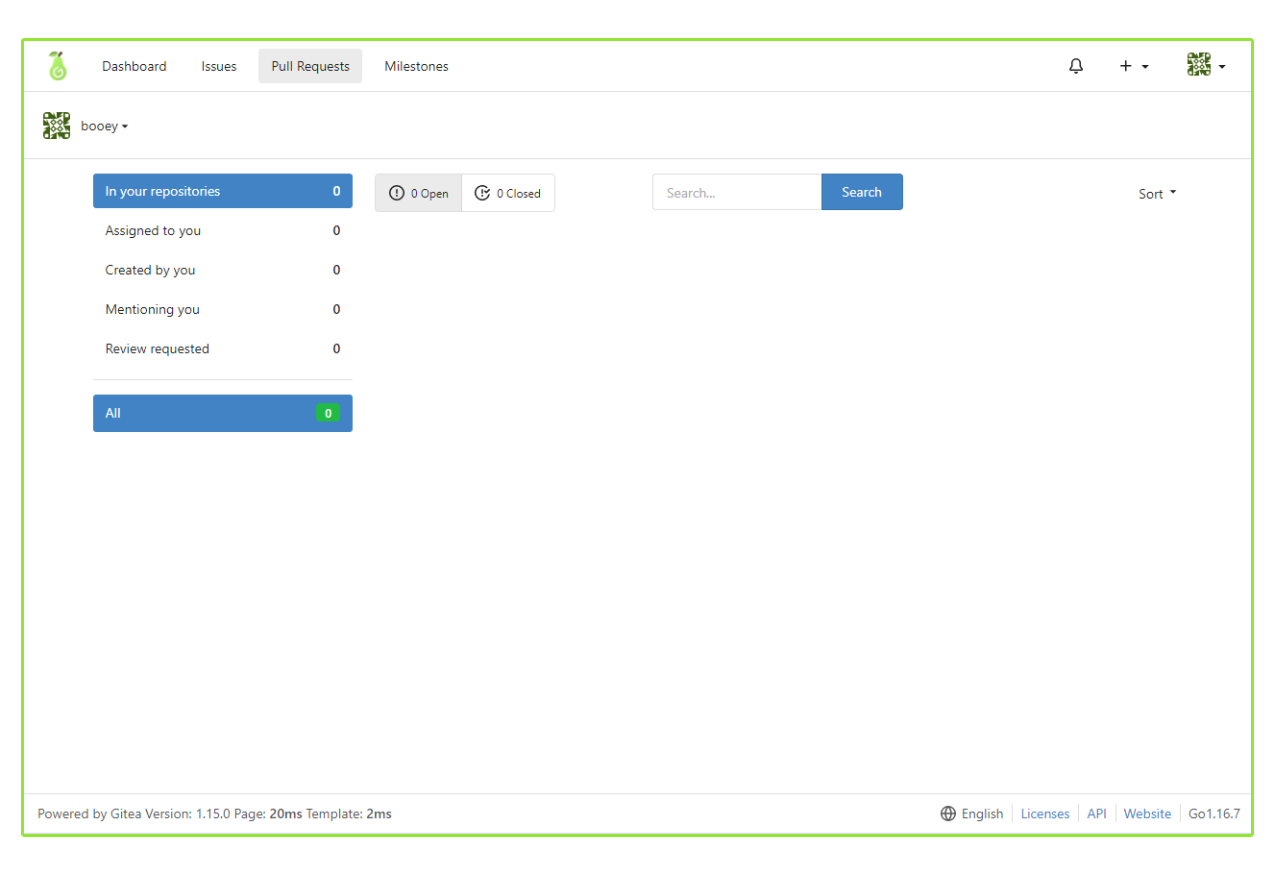 Dashboard Issues Pull Requests Milestones
booey
In your repositories 0
0 Open 0 Closed
Search... Search
Sort
Assigned to you 0
Created by you 0
Mentioning you 0
Review requested 0
All 0
Powered by Gitea Version: 1.15.0 Page: 20ms Template: 2ms
English Licenses API Website Go1.16.7